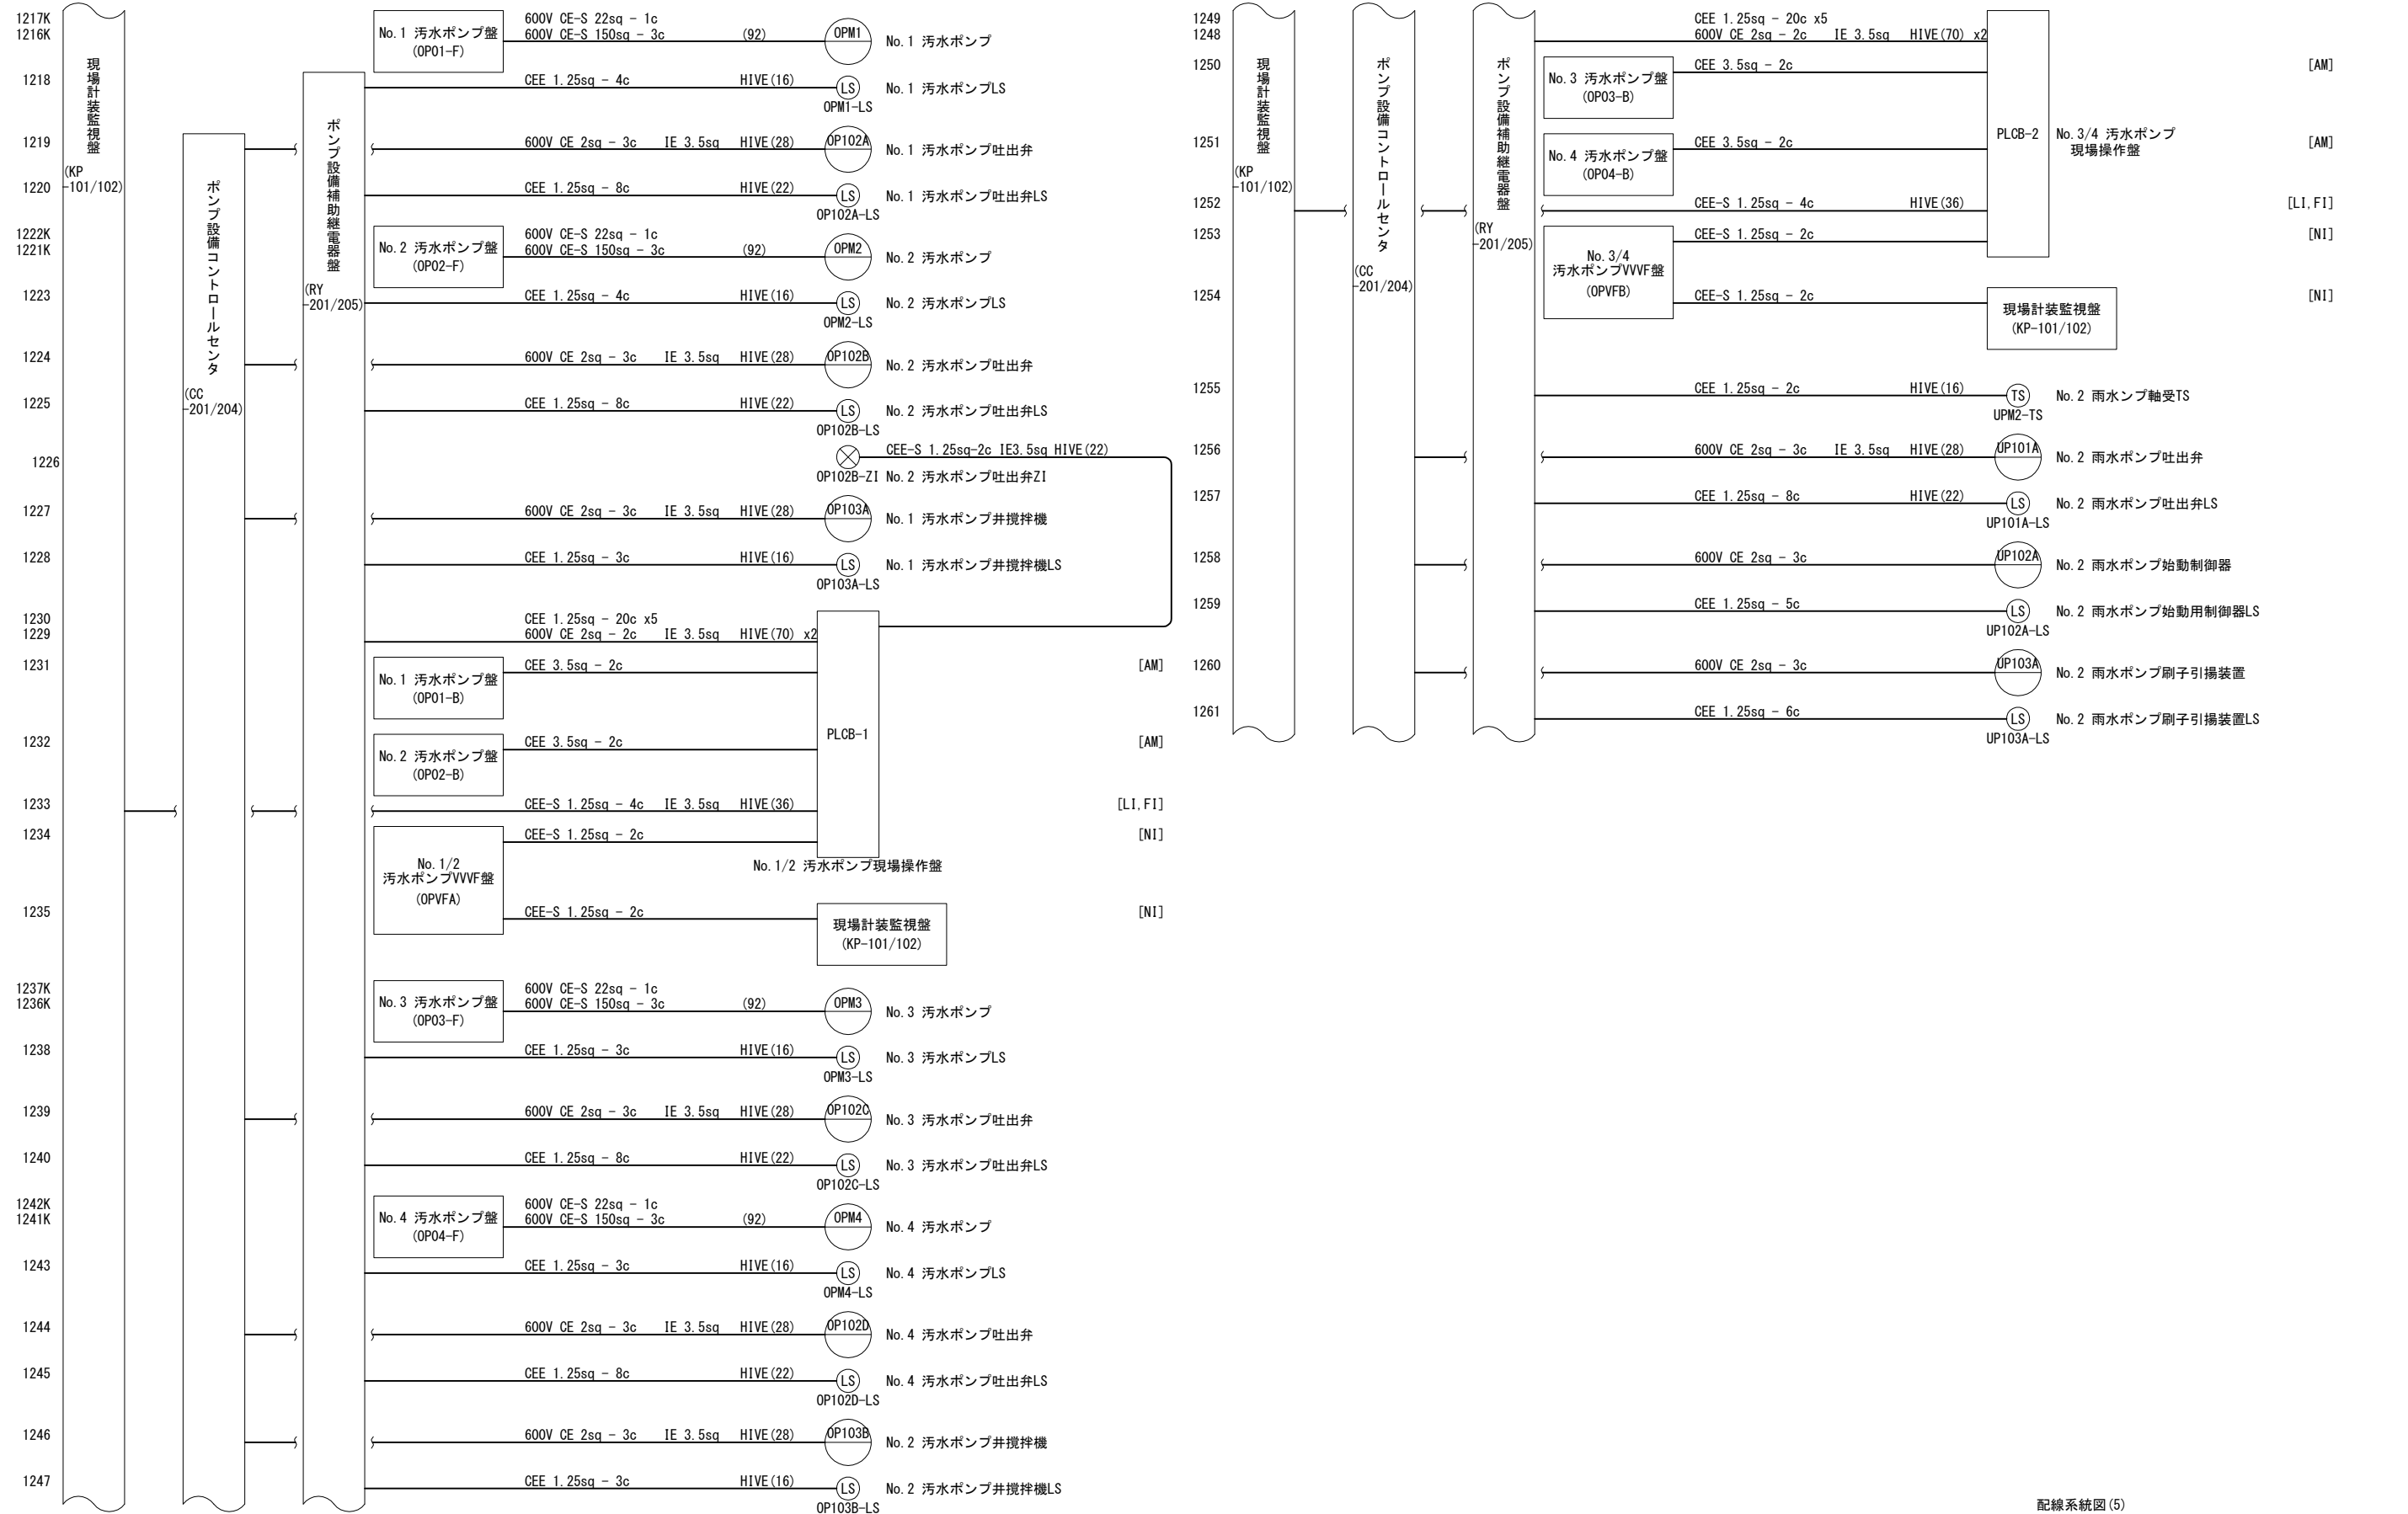 現場計装監視盤
(KP
-101/102)
ポンプ設備コントロールセンタ
(CC
-201/204)
ポンプ設備補助継電器盤
(RY
-201/205)
1217K
1216K
No.1 汚水ポンプ盤
(OP01-F)
600V CE-S 22sq - 1c
600V CE-S 150sq - 3c (92)
OPM1
No.1 汚水ポンプ
1218
CEE 1.25sq - 4c HIVE(16)
LS
No.1 汚水ポンプLS
OPM1-LS
1219
600V CE 2sq - 3c IE 3.5sq HIVE(28)
OP102A
No.1 汚水ポンプ吐出弁
1220
CEE 1.25sq - 8c HIVE(22)
LS
No.1 汚水ポンプ吐出弁LS
OP102A-LS
1222K
1221K
No.2 汚水ポンプ盤
(OP02-F)
600V CE-S 22sq - 1c
600V CE-S 150sq - 3c (92)
OPM2
No.2 汚水ポンプ
1223
CEE 1.25sq - 4c HIVE(16)
LS
No.2 汚水ポンプLS
OPM2-LS
1224
600V CE 2sq - 3c IE 3.5sq HIVE(28)
OP102B
No.2 汚水ポンプ吐出弁
1225
CEE 1.25sq - 8c HIVE(22)
LS
No.2 汚水ポンプ吐出弁LS
OP102B-LS
1226
CEE-S 1.25sq-2c IE3.5sq HIVE(22)
OP102B-ZI No.2 汚水ポンプ吐出弁ZI
1227
600V CE 2sq - 3c IE 3.5sq HIVE(28)
OP103A
No.1 汚水ポンプ井撹拌機
1228
CEE 1.25sq - 3c HIVE(16)
LS
No.1 汚水ポンプ井撹拌機LS
OP103A-LS
1230
1229
CEE 1.25sq - 20c x5
600V CE 2sq - 2c IE 3.5sq HIVE(70) x2
1231
No.1 汚水ポンプ盤
(OP01-B)
CEE 3.5sq - 2c
[AM]
PLCB-1
1232
No.2 汚水ポンプ盤
(OP02-B)
CEE 3.5sq - 2c
[AM]
1233
CEE-S 1.25sq - 4c IE 3.5sq HIVE(36)
[LI,FI]
1234
CEE-S 1.25sq - 2c
[NI]
No.1/2
汚水ポンプVVVF盤
(OPVFA)
No.1/2 汚水ポンプ現場操作盤
1235
CEE-S 1.25sq - 2c
[NI]
現場計装監視盤
(KP-101/102)
1237K
1236K
No.3 汚水ポンプ盤
(OP03-F)
600V CE-S 22sq - 1c
600V CE-S 150sq - 3c (92)
OPM3
No.3 汚水ポンプ
1238
CEE 1.25sq - 3c HIVE(16)
LS
No.3 汚水ポンプLS
OPM3-LS
1239
600V CE 2sq - 3c IE 3.5sq HIVE(28)
OP102C
No.3 汚水ポンプ吐出弁
1240
CEE 1.25sq - 8c HIVE(22)
LS
No.3 汚水ポンプ吐出弁LS
OP102C-LS
1242K
1241K
No.4 汚水ポンプ盤
(OP04-F)
600V CE-S 22sq - 1c
600V CE-S 150sq - 3c (92)
OPM4
No.4 汚水ポンプ
1243
CEE 1.25sq - 3c HIVE(16)
LS
No.4 汚水ポンプLS
OPM4-LS
1244
600V CE 2sq - 3c IE 3.5sq HIVE(28)
OP102D
No.4 汚水ポンプ吐出弁
1245
CEE 1.25sq - 8c HIVE(22)
LS
No.4 汚水ポンプ吐出弁LS
OP102D-LS
1246
600V CE 2sq - 3c IE 3.5sq HIVE(28)
OP103B
No.2 汚水ポンプ井撹拌機
1247
CEE 1.25sq - 3c HIVE(16)
LS
No.2 汚水ポンプ井撹拌機LS
OP103B-LS
現場計装監視盤
(KP
-101/102)
ポンプ設備コントロールセンタ
(CC
-201/204)
ポンプ設備補助継電器盤
(RY
-201/205)
1249
1248
CEE 1.25sq - 20c x5
600V CE 2sq - 2c IE 3.5sq HIVE(70) x2
1250
No.3 汚水ポンプ盤
(OP03-B)
CEE 3.5sq - 2c
[AM]
PLCB-2
No.3/4 汚水ポンプ
現場操作盤
1251
No.4 汚水ポンプ盤
(OP04-B)
CEE 3.5sq - 2c
[AM]
1252
CEE-S 1.25sq - 4c HIVE(36)
[LI,FI]
1253
CEE-S 1.25sq - 2c
[NI]
No.3/4
汚水ポンプVVVF盤
(OPVFB)
1254
CEE-S 1.25sq - 2c
[NI]
現場計装監視盤
(KP-101/102)
1255
CEE 1.25sq - 2c HIVE(16)
TS
No.2 雨水ンプ軸受TS
UPM2-TS
1256
600V CE 2sq - 3c IE 3.5sq HIVE(28)
UP101A
No.2 雨水ポンプ吐出弁
1257
CEE 1.25sq - 8c HIVE(22)
LS
No.2 雨水ポンプ吐出弁LS
UP101A-LS
1258
600V CE 2sq - 3c
UP102A
No.2 雨水ポンプ始動制御器
1259
CEE 1.25sq - 5c
LS
No.2 雨水ポンプ始動用制御器LS
UP102A-LS
1260
600V CE 2sq - 3c
UP103A
No.2 雨水ポンプ刷子引揚装置
1261
CEE 1.25sq - 6c
LS
No.2 雨水ポンプ刷子引揚装置LS
UP103A-LS
配線系統図(5)